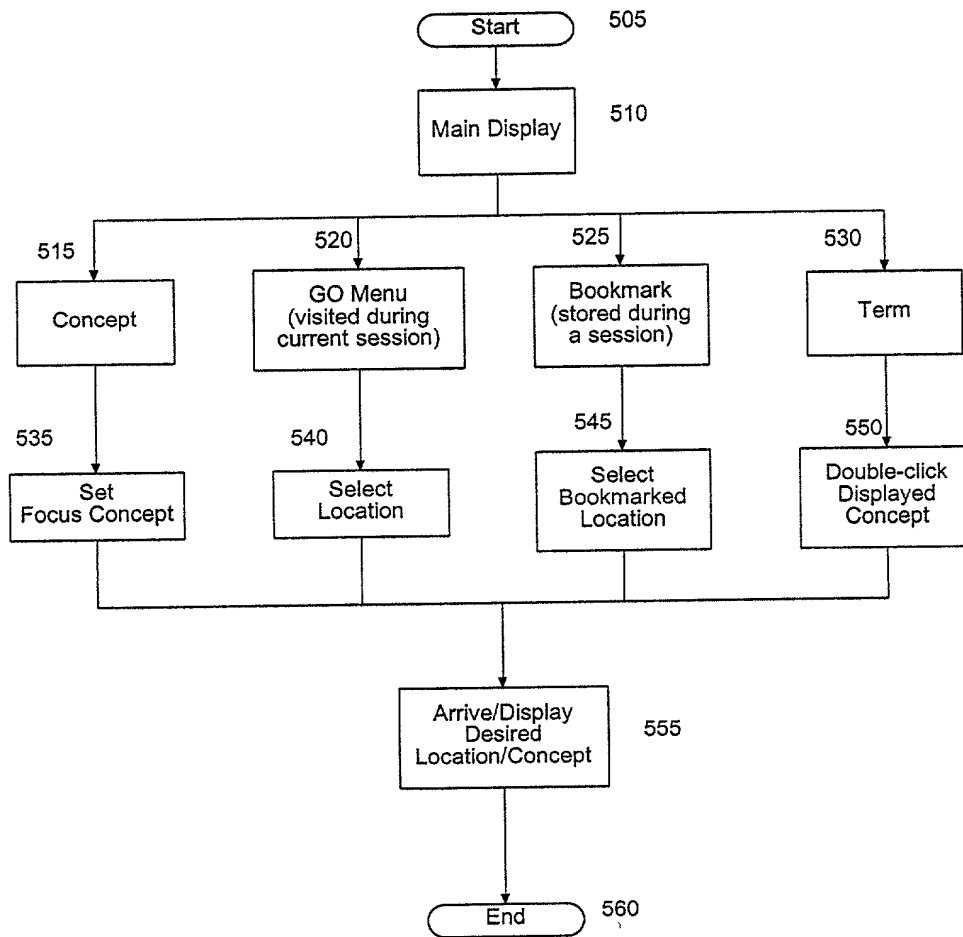 Start
505
Main Display
510
515
520
525
530
Concept
GO Menu
(visited during
current session)
Bookmark
(stored during
a session)
Term
535
540
545
550
Set
Focus Concept
Select
Location
Select
Bookmarked
Location
Double-click
Displayed
Concept
Arrive/Display
Desired
Location/Concept
555
End
560